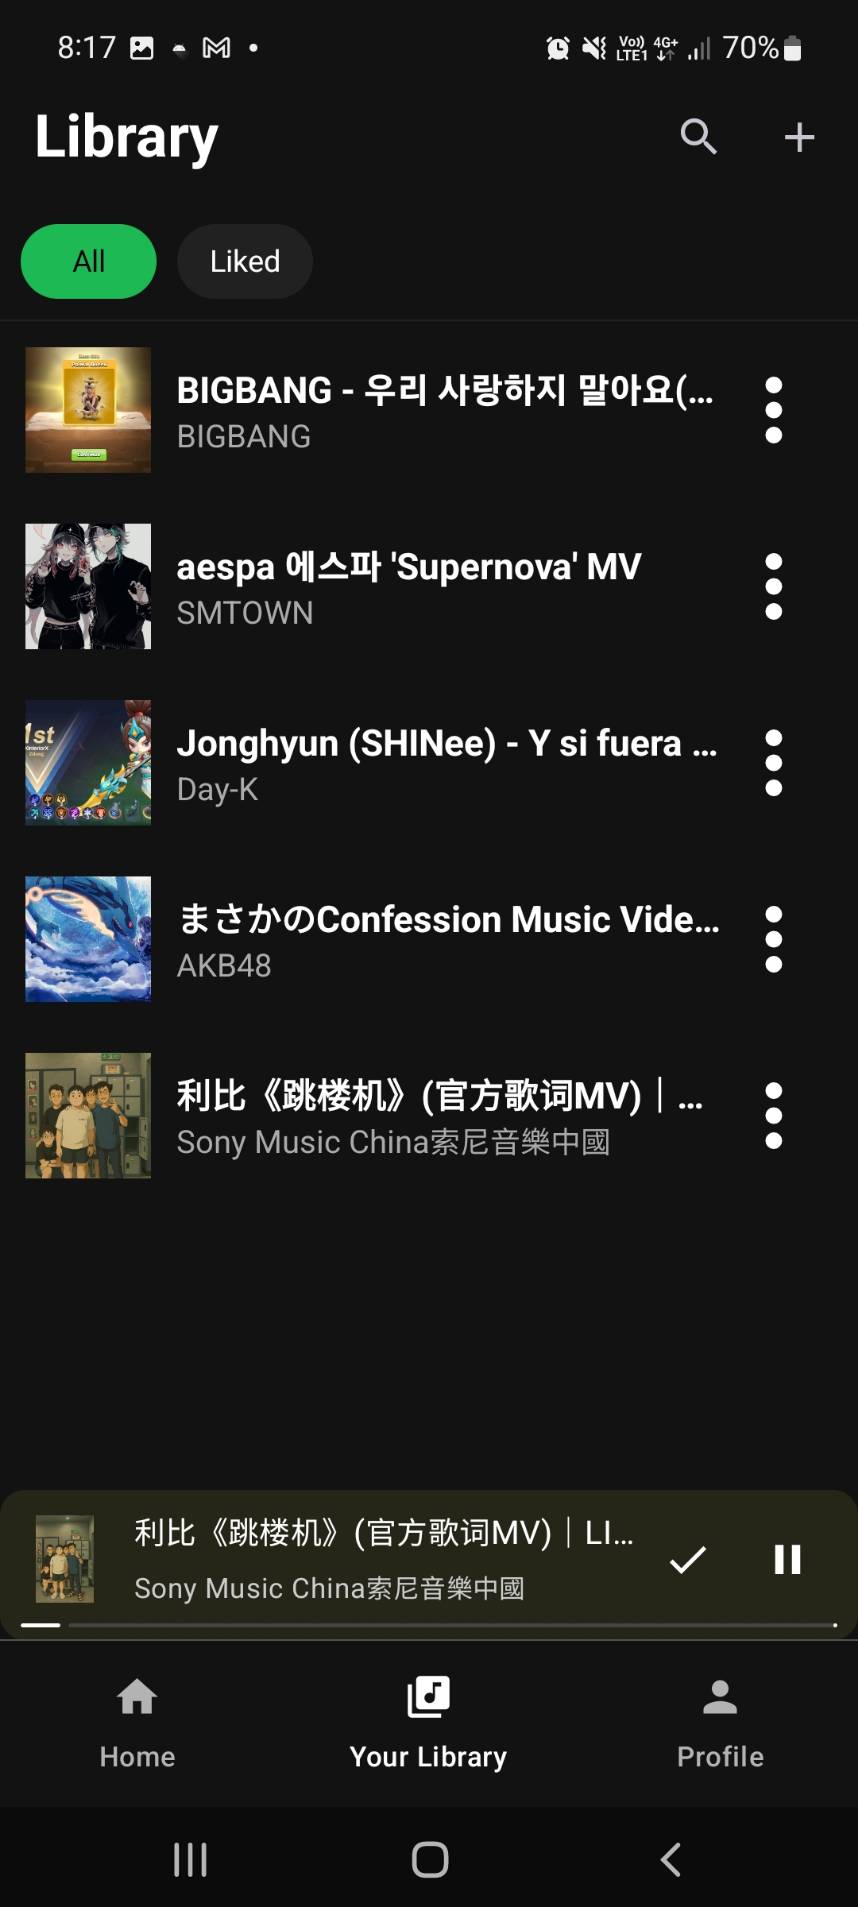 8:17
Vo)) LTE1 4G+ 70%
Library
All
Liked
BIGBANG - 우리 사랑하지 말아요(...
BIGBANG
Continue
aespa 에스파 'Supernova' MV
SMTOWN
Jonghyun (SHINee) - Y si fuera ...
Day-K
1st
まさかのConfession Music Vide...
AKB48
利比《跳楼机》(官方歌词MV)｜...
Sony Music China索尼音樂中國
利比《跳楼机》(官方歌词MV)｜LI...
Sony Music China索尼音樂中國
Home
Your Library
Profile